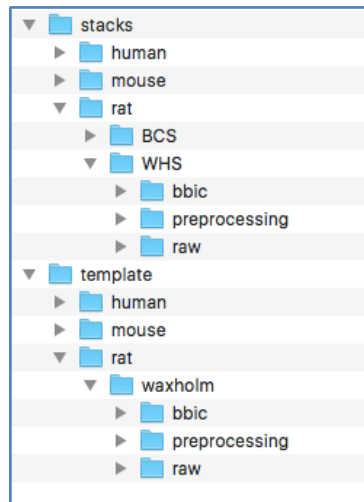 stacks
human
mouse
rat
BCS
WHS
bbic
preprocessing
raw
template
human
mouse
rat
waxholm
bbic
preprocessing
raw